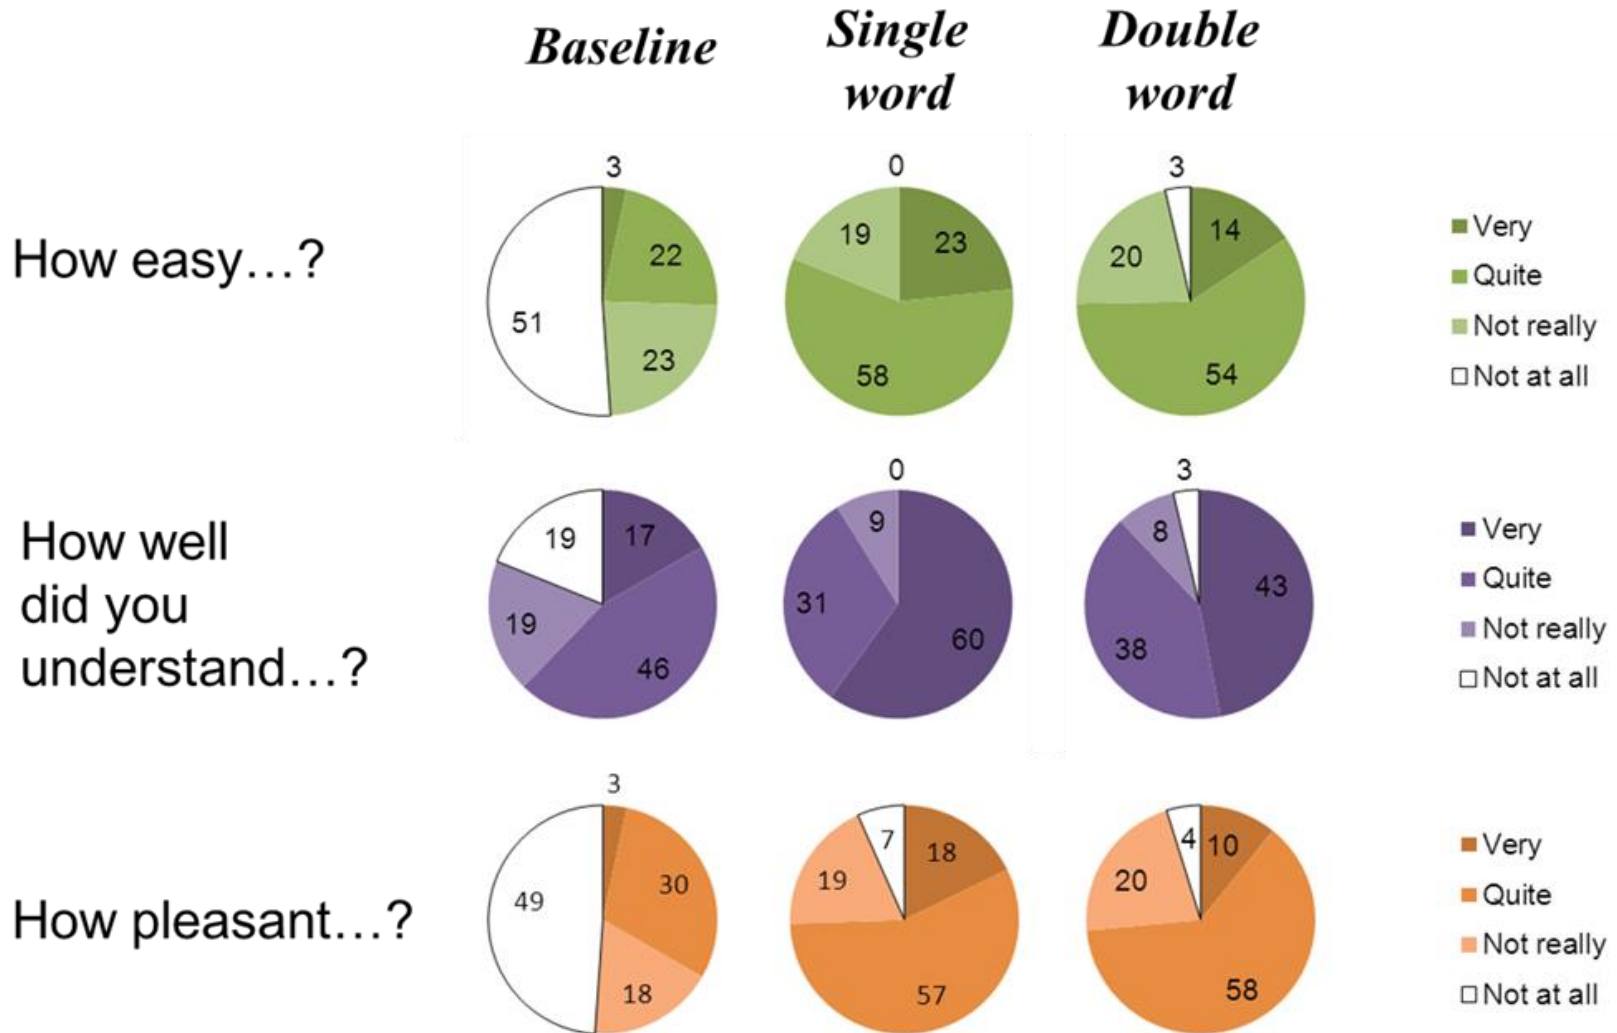 Baseline
Single
word
Double
word
How easy…?
3
22
23
51
0
23
58
19
3
14
54
20
Very
Quite
Not really
Not at all
How well
did you
understand…?
17
46
19
19
0
60
31
9
3
43
38
8
Very
Quite
Not really
Not at all
How pleasant…?
3
30
18
49
18
57
19
7
10
58
20
4
Very
Quite
Not really
Not at all